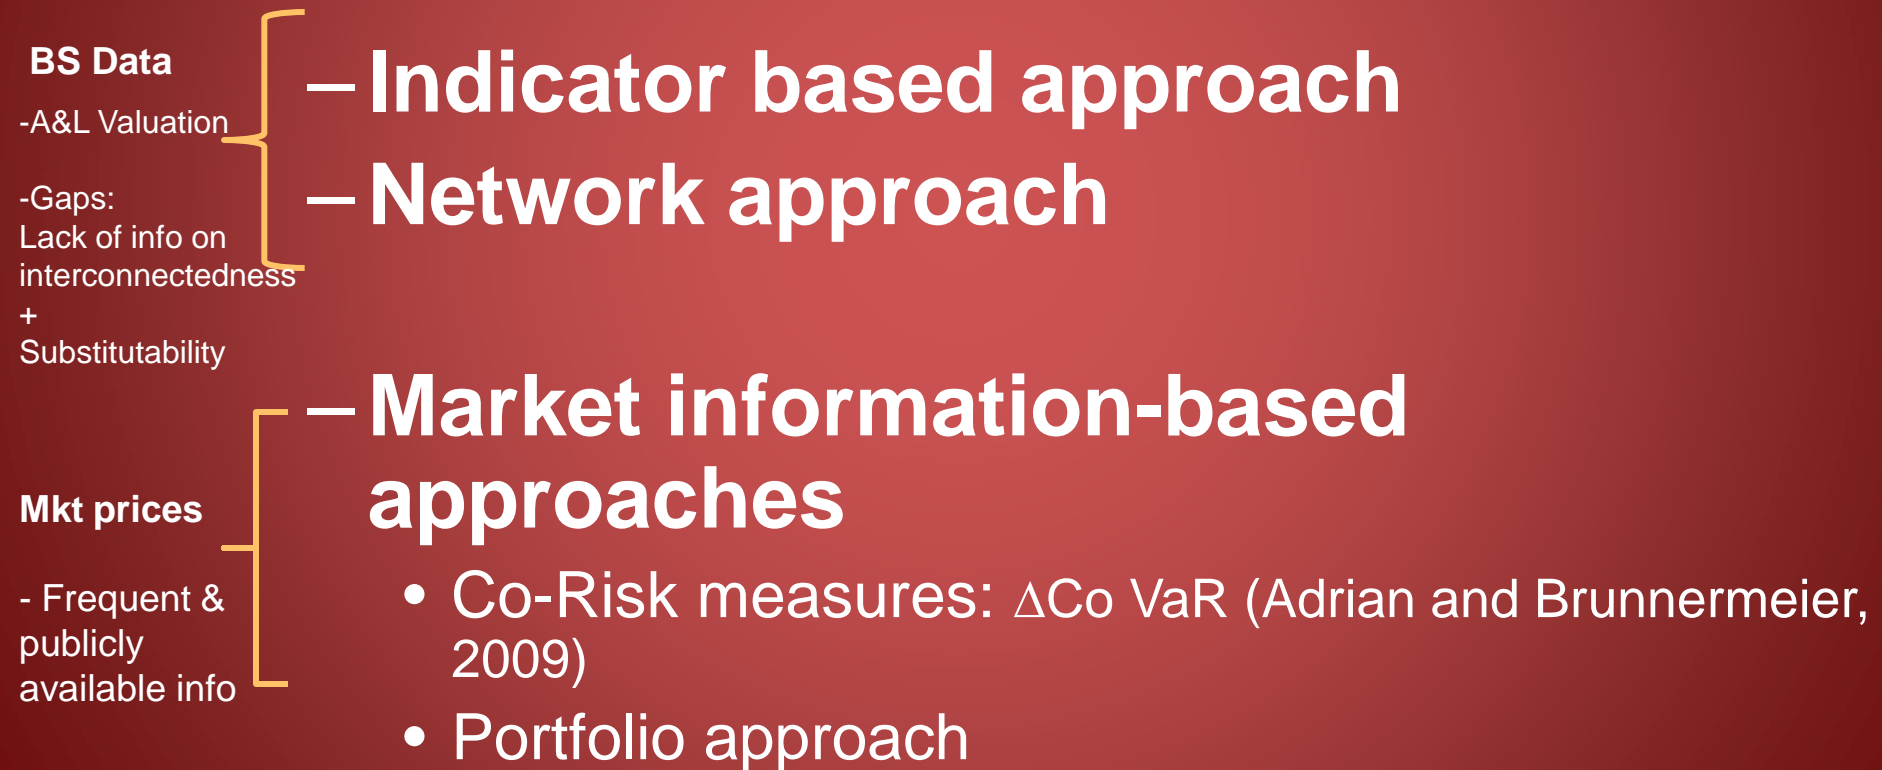 BS Data
-A&L Valuation
-Gaps:
Lack of info on
interconnectedness
+
Substitutability
– Indicator based approach
– Network approach
Mkt prices
- Frequent &
publicly
available info
– Market information-based
approaches
• Co-Risk measures: ΔCo VaR (Adrian and Brunnermeier,
2009)
• Portfolio approach